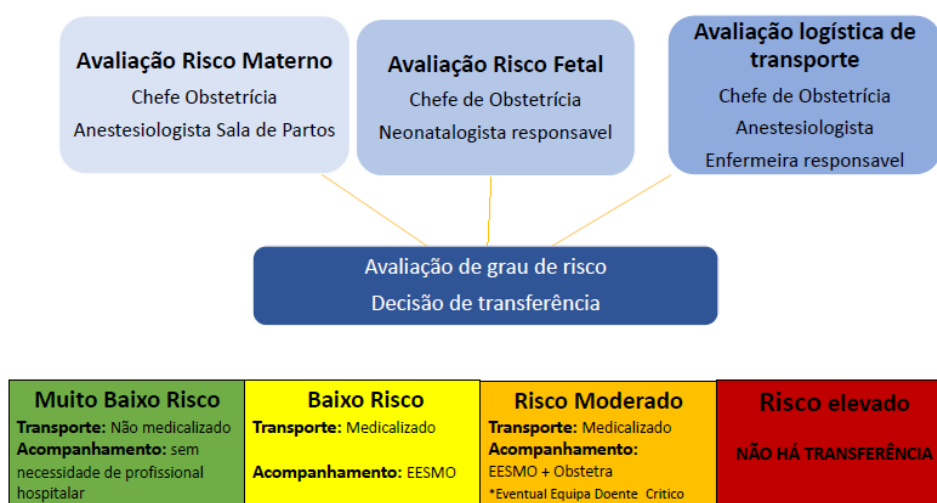 Avaliação Risco Materno
Chefe Obstetrícia
Anestesiologista Sala de Partos
Avaliação Risco Fetal
Chefe de Obstetrícia
Neonatalogista responsavel
Avaliação logística de
transporte
Chefe de Obstetrícia
Anestesiologista
Enfermeira responsavel
Avaliação de grau de risco
Decisão de transferência
Muito Baixo Risco
Transporte: Não medicalizado
Acompanhamento: sem
necessidade de profissional
hospitalar
Baixo Risco
Transporte: Medicalizado
Acompanhamento: EESMO
Risco Moderado
Transporte: Medicalizado
Acompanhamento:
EESMO + Obstetra
*Eventual Equipa Doente Critico
Risco elevado
NÃO HÁ TRANSFERÊNCIA